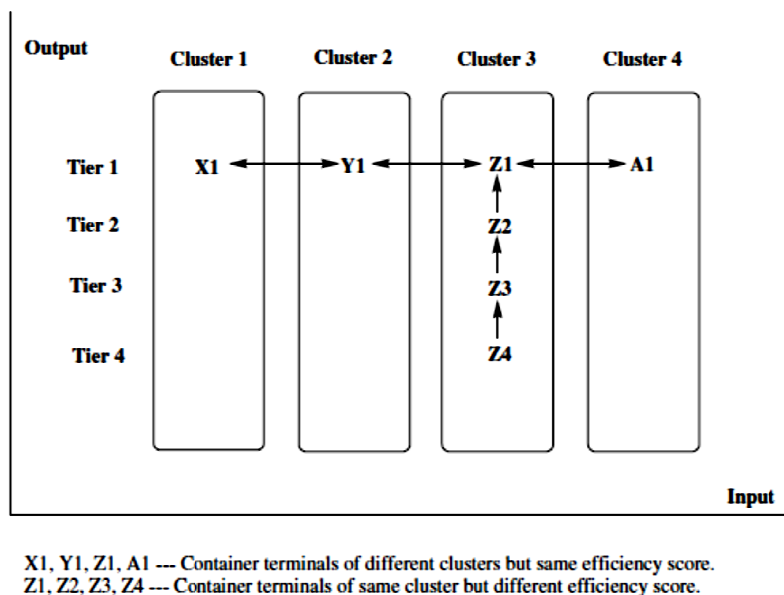 Output
Cluster 1 Cluster 2 Cluster 3 Cluster 4
Tier 1 X1 Y1 Z1 A1
Tier 2 Z2
Tier 3 Z3
Tier 4 Z4
Input
X1, Y1, Z1, A1 --- Container terminals of different clusters but same efficiency score.
Z1, Z2, Z3, Z4 --- Container terminals of same cluster but different efficiency score.